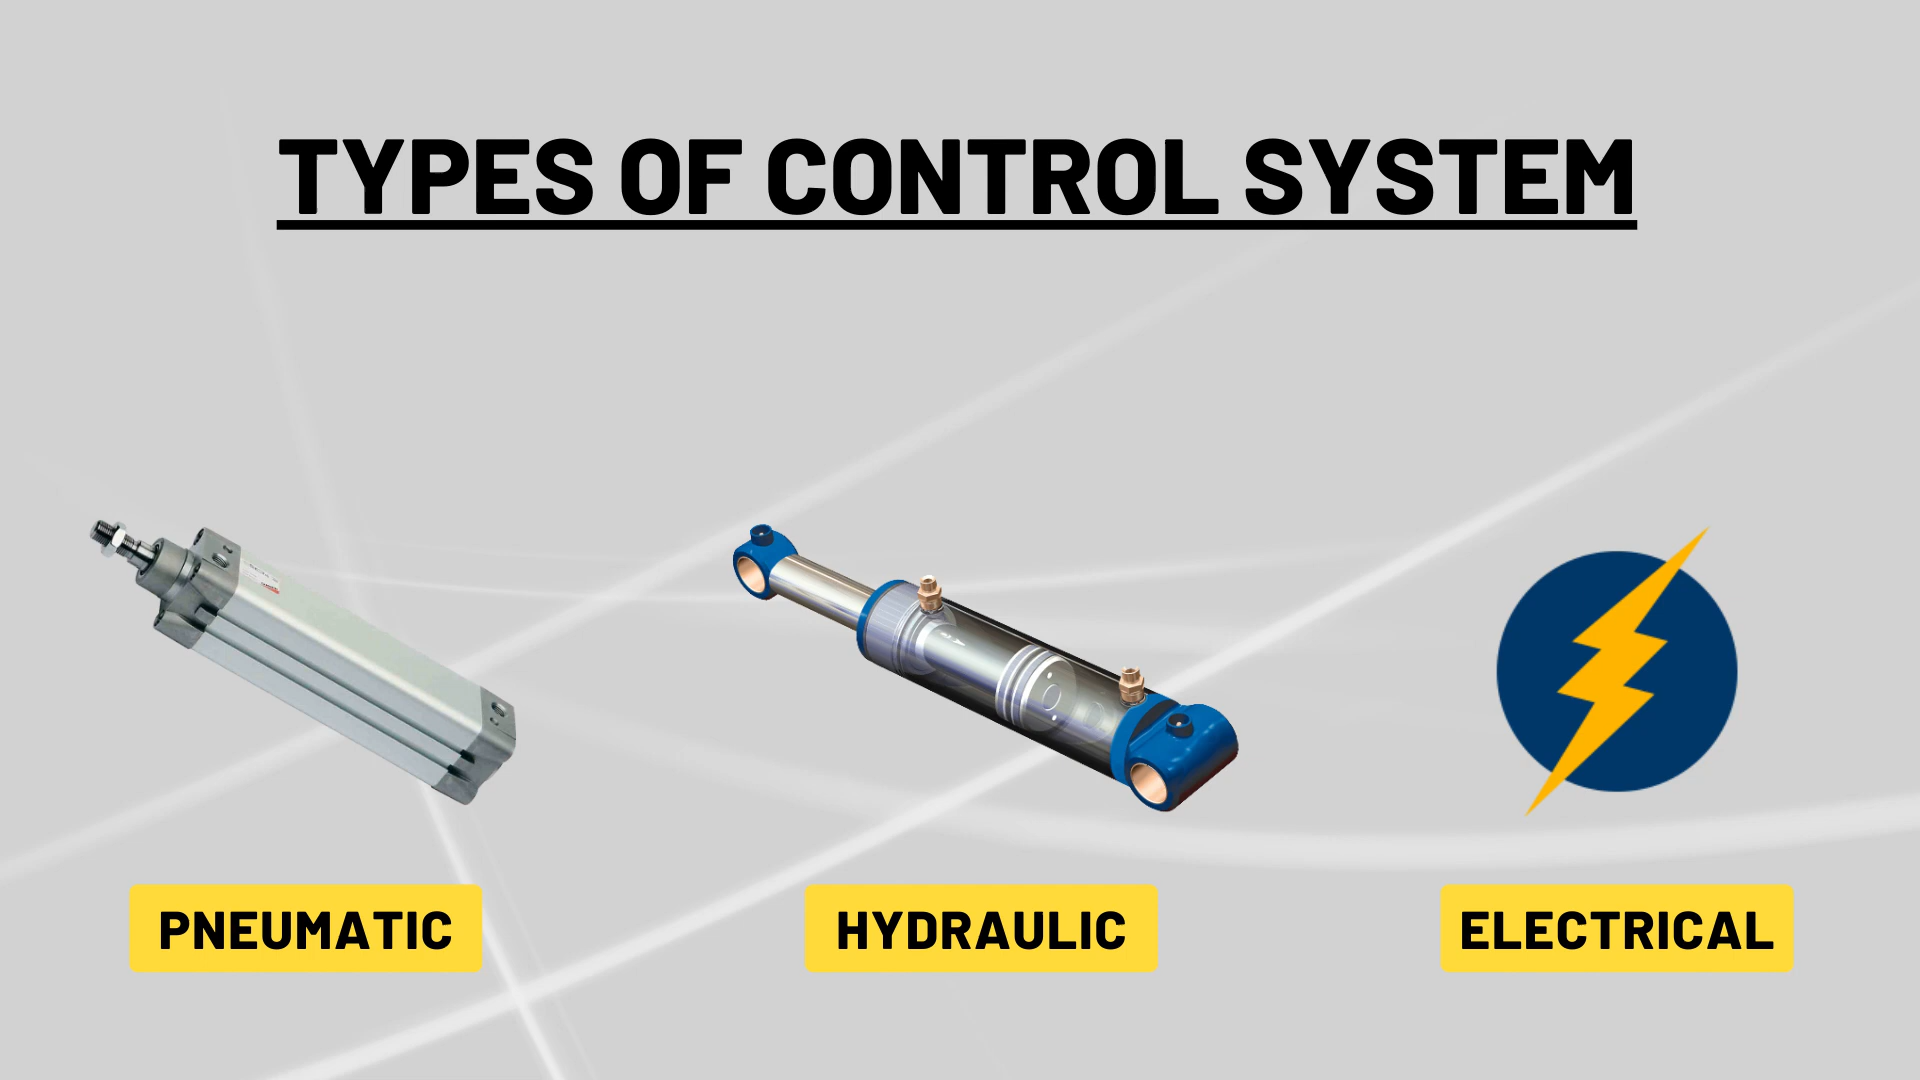 TYPES OF CONTROL SYSTEM
PNEUMATIC
HYDRAULIC
ELECTRICAL